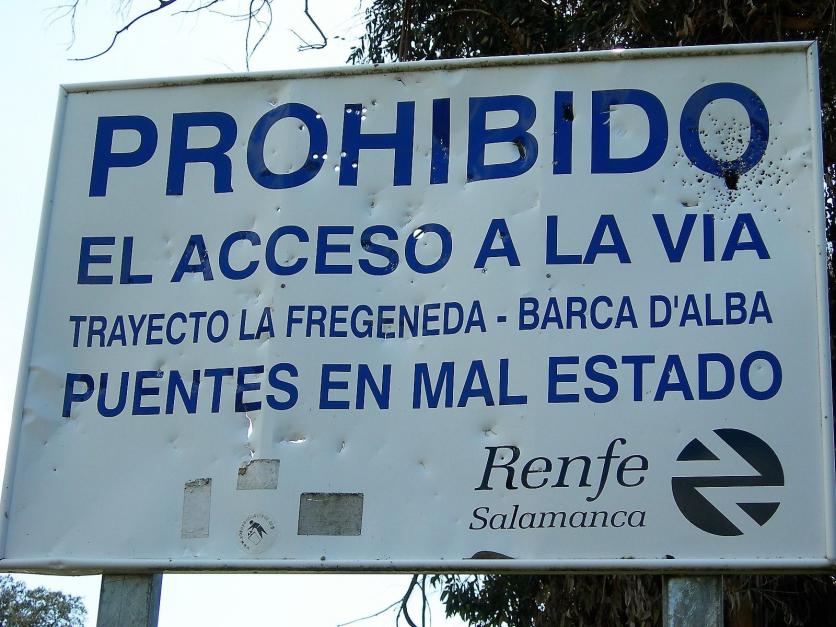 PROHIBIDO
EL ACCESO A LA VIA
TRAYECTO LA FREGENEDA - BARCA D'ALBA
PUENTES EN MAL ESTADO
Renfe
Salamanca